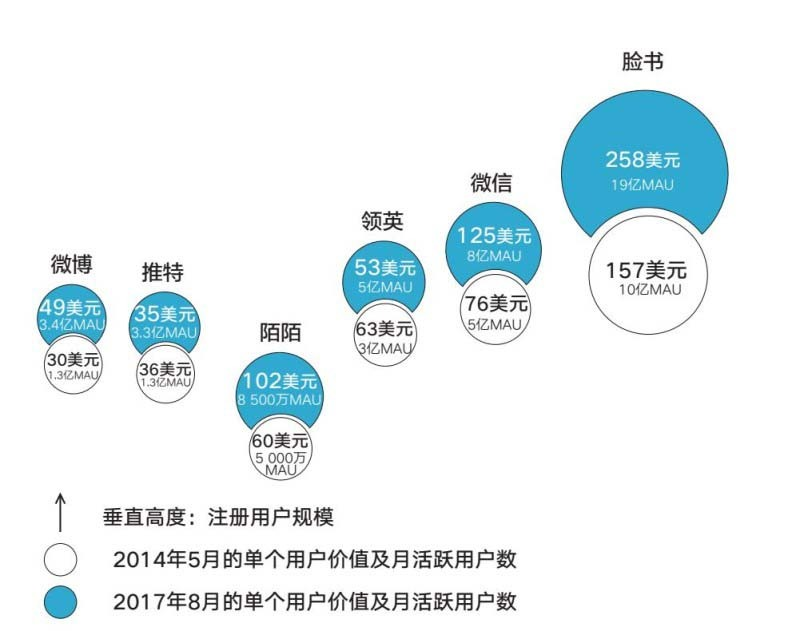 脸书
258美元
19亿MAU
157美元
10亿MAU
微信
125美元
8亿MAU
76美元
5亿MAU
领英
53美元
5亿MAU
63美元
3亿MAU
微博
49美元
3.4亿MAU
30美元
1.3亿MAU
推特
35美元
3.3亿MAU
36美元
1.3亿MAU
陌陌
102美元
8 500万MAU
60美元
5 000万
MAU
垂直高度：注册用户规模
2014年5月的单个用户价值及月活跃用户数
2017年8月的单个用户价值及月活跃用户数